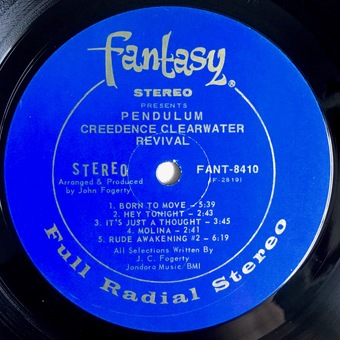 Fantasy®
STEREO
PRESENTS
PENDULUM
CREEDENCE CLEARWATER
REVIVAL
STEREO
Arranged & Produced
by John Fogerty
FANT-8410
(F-2819)
1. BORN TO MOVE – 5:39
2. HEY TONIGHT – 2:43
3. IT'S JUST A THOUGHT – 3:45
4. MOLINA – 2:41
5. RUDE AWAKENING #2 – 6:19
All Selections Written By
J. C. Fogerty
Jondora Music/BMI
Full Radial Stereo